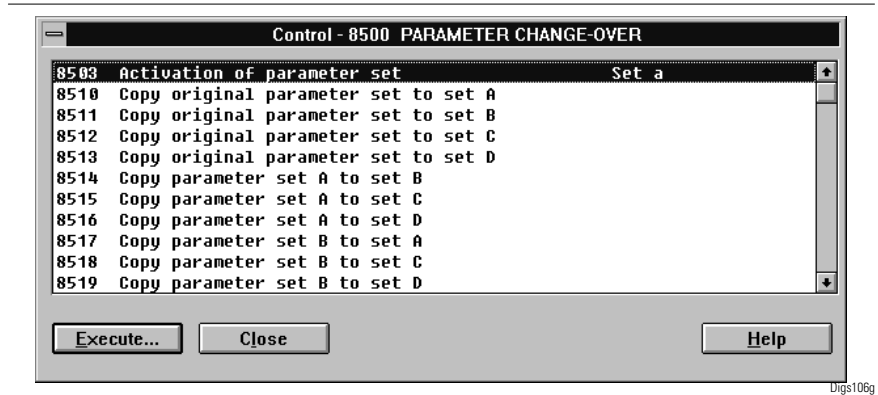 Control - 8500 PARAMETER CHANGE-OVER
8503 Activation of parameter set Set a
8510 Copy original parameter set to set A
8511 Copy original parameter set to set B
8512 Copy original parameter set to set C
8513 Copy original parameter set to set D
8514 Copy parameter set A to set B
8515 Copy parameter set A to set C
8516 Copy parameter set A to set D
8517 Copy parameter set B to set A
8518 Copy parameter set B to set C
8519 Copy parameter set B to set D
Execute... Close Help
Digs106g